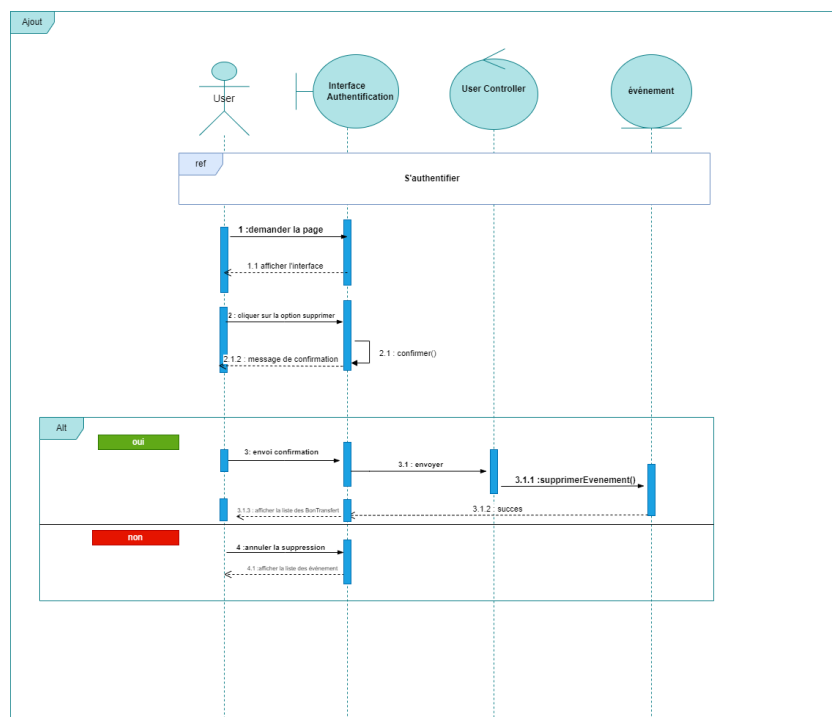 Ajout
User
Interface
Authentification
User Controller
évènement
ref
S'authentifier
1 :demander la page
1.1 afficher l'interface
2 : cliquer sur la option supprimer
2.1 : confirmer()
2.1.2 : message de confirmation
Alt
oui
3: envoi confirmation
3.1 : envoyer
3.1.1 :supprimerEvenement()
3.1.2 : succes
3.1.3 : afficher la liste des BonTransfert
non
4 :annuler la suppression
4.1 :afficher la liste des évènement